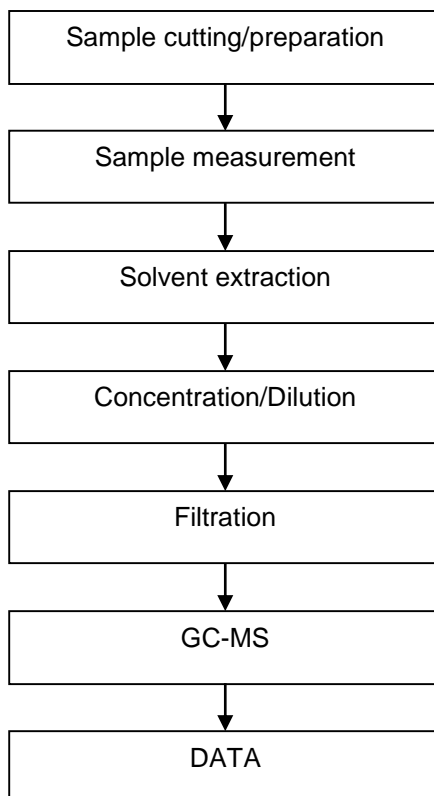 Sample cutting/preparation
Sample measurement
Solvent extraction
Concentration/Dilution
Filtration
GC-MS
DATA